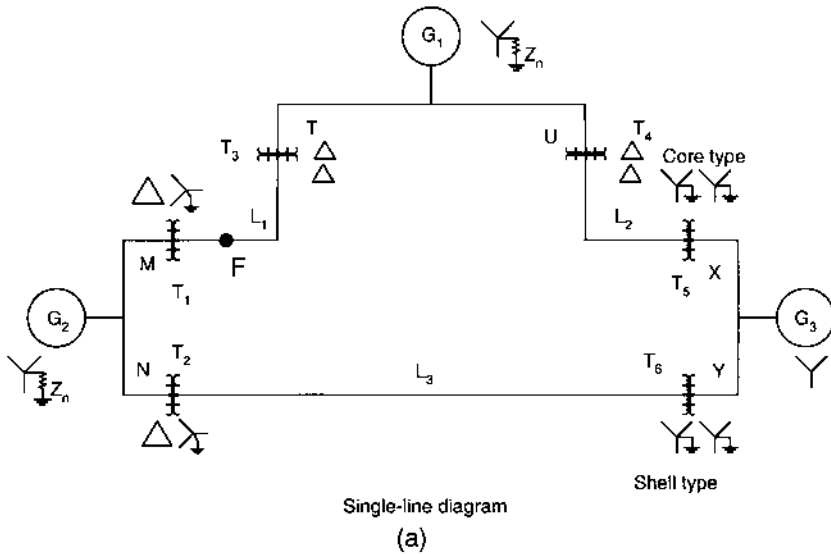 G₁
Zₙ
T₃
T
U
T₄
Core type
L₁
L₂
M
F
T₁
T₅
X
G₂
G₃
Zₙ
N
T₂
L₃
T₆
Y
Shell type
Single-line diagram
(a)